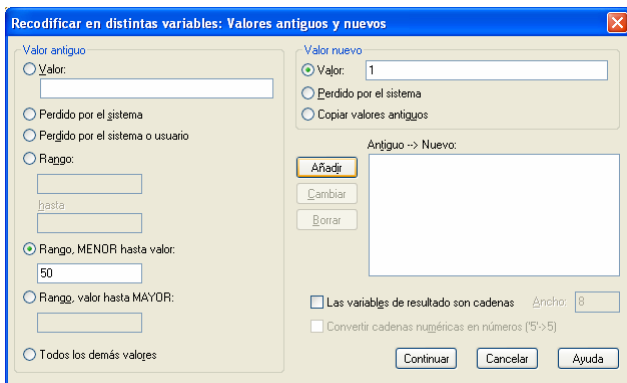 Recodificar en distintas variables: Valores antiguos y nuevos
Valor antiguo
Valor:
Perdido por el sistema
Perdido por el sistema o usuario
Rango:
hasta
Rango, MENOR hasta valor:
50
Rango, valor hasta MAYOR:
Todos los demás valores
Valor nuevo
Valor: 1
Perdido por el sistema
Copiar valores antiguos
Antiguo --> Nuevo:
Añadir
Cambiar
Borrar
Las variables de resultado son cadenas Ancho: 8
Convertir cadenas numéricas en números ('5'->5)
Continuar Cancelar Ayuda